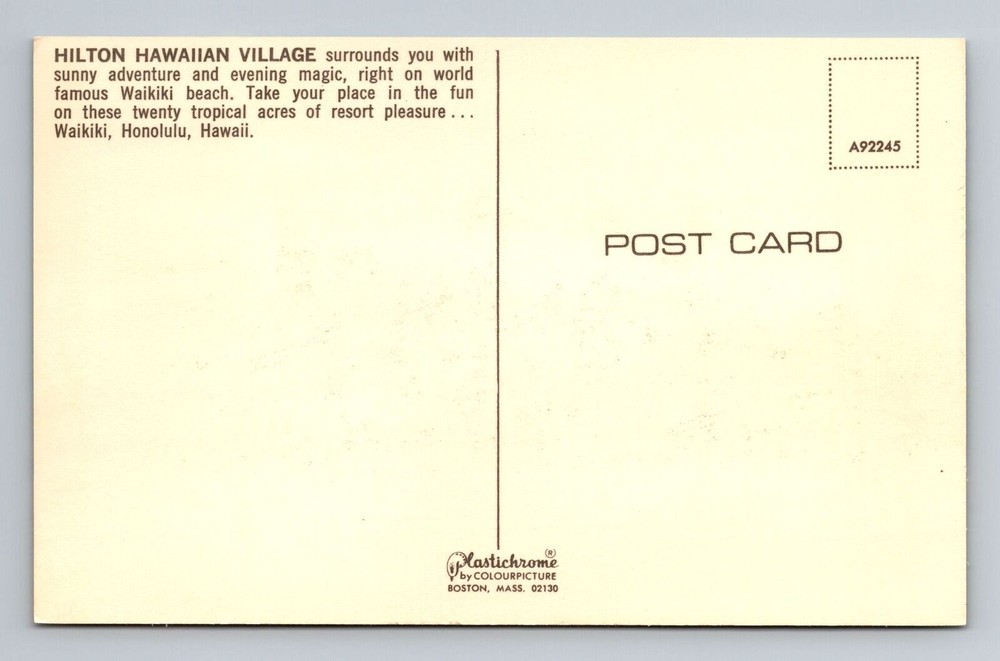 HILTON HAWAIIAN VILLAGE surrounds you with
sunny adventure and evening magic, right on world
famous Waikiki beach. Take your place in the fun
on these twenty tropical acres of resort pleasure...
Waikiki, Honolulu, Hawaii.
A92245
POST CARD
Plastichrome ®
by COLOURPICTURE
BOSTON, MASS. 02130